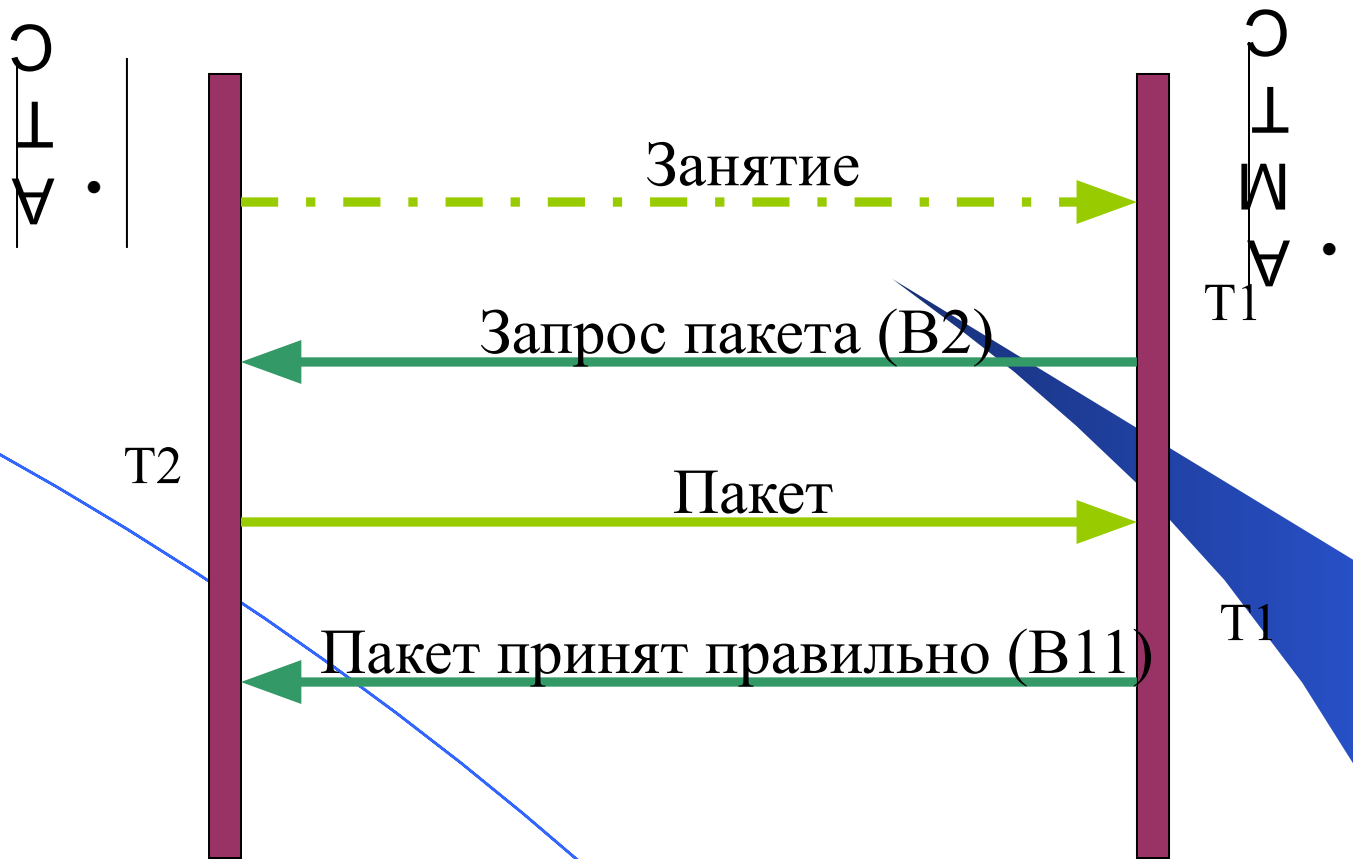 • АТС
• АМТС
Занятие
Т1
Запрос пакета (В2)
Т2
Пакет
Т1
Пакет принят правильно (В11)